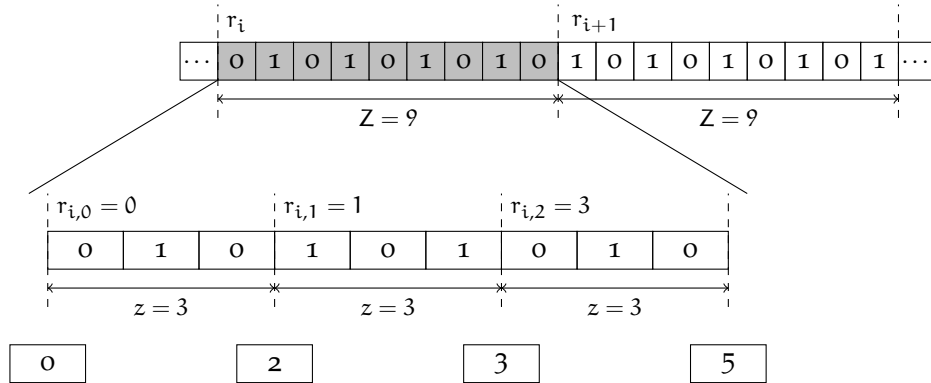 r_i r_{i+1}
⋯ 0 1 0 1 0 1 0 1 0 1 0 1 0 1 0 1 0 1 ⋯
Z = 9 Z = 9
r_{i,0} = 0 r_{i,1} = 1 r_{i,2} = 3
0 1 0 1 0 1 0 1 0
z = 3 z = 3 z = 3
0 2 3 5